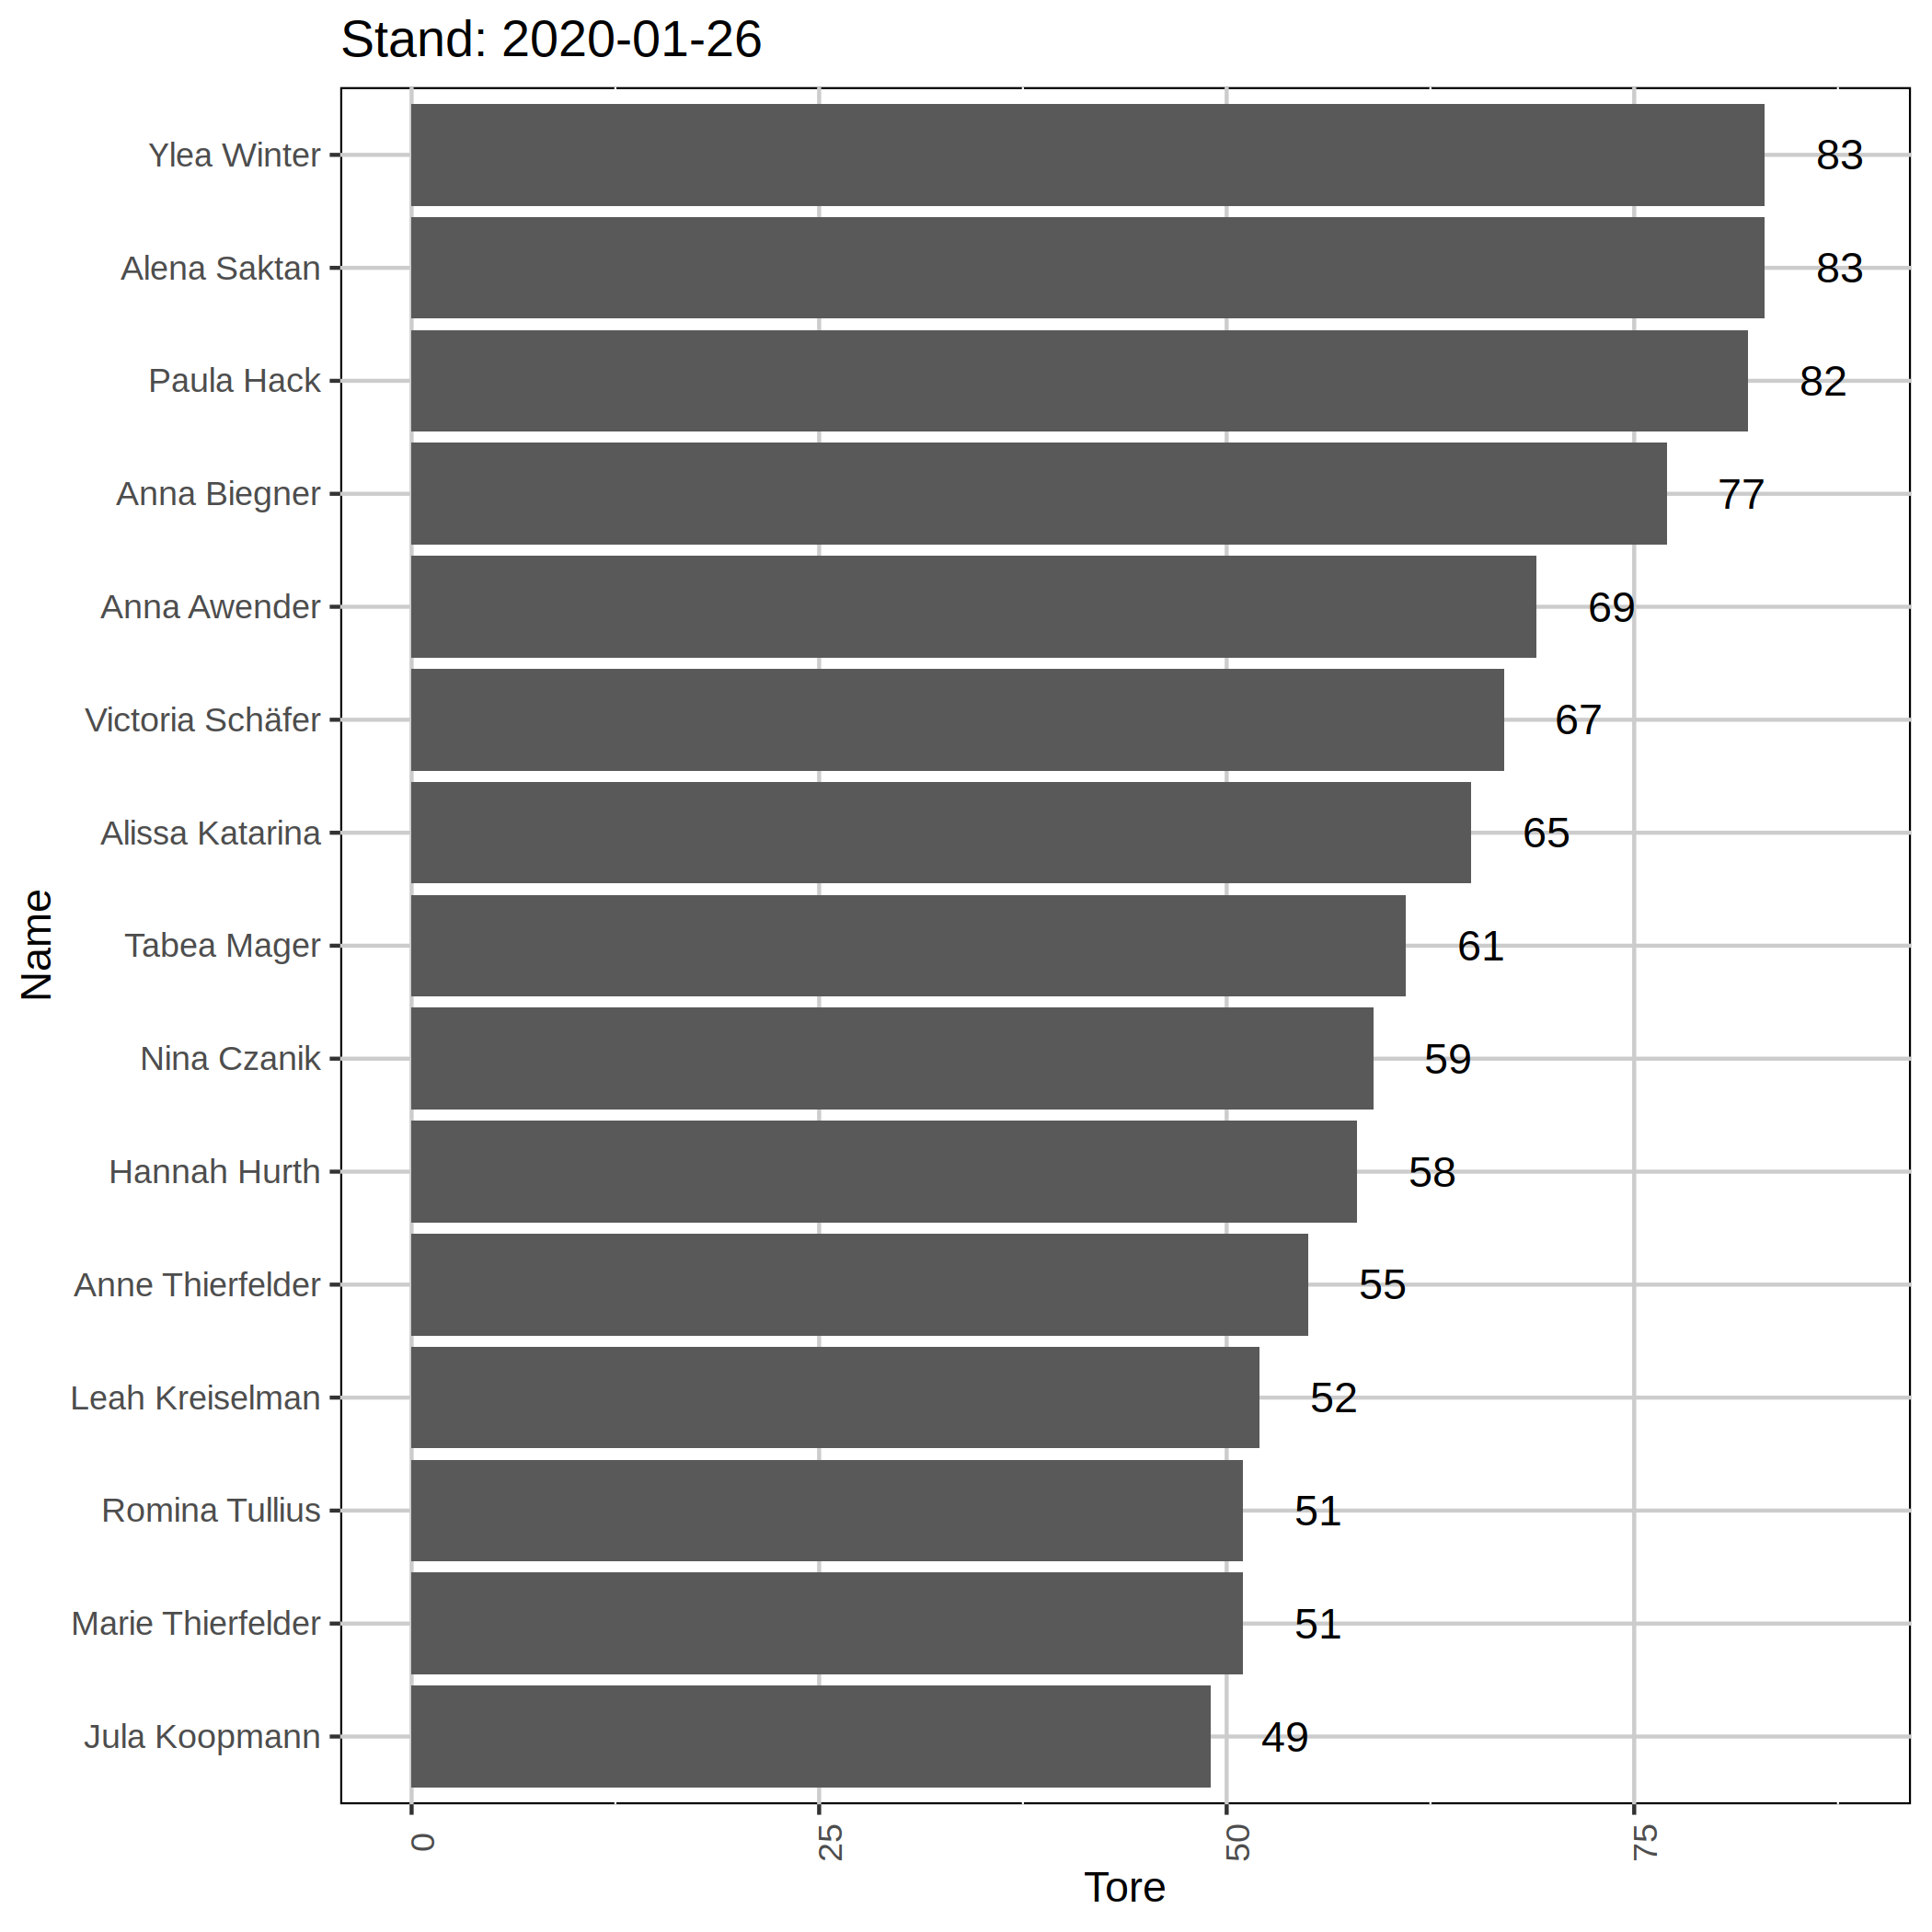 Stand: 2020-01-26
Name
Ylea Winter 83
Alena Saktan 83
Paula Hack 82
Anna Biegner 77
Anna Awender 69
Victoria Schäfer 67
Alissa Katarina 65
Tabea Mager 61
Nina Czanik 59
Hannah Hurth 58
Anne Thierfelder 55
Leah Kreiselman 52
Romina Tullius 51
Marie Thierfelder 51
Jula Koopmann 49
0 25 50 75
Tore